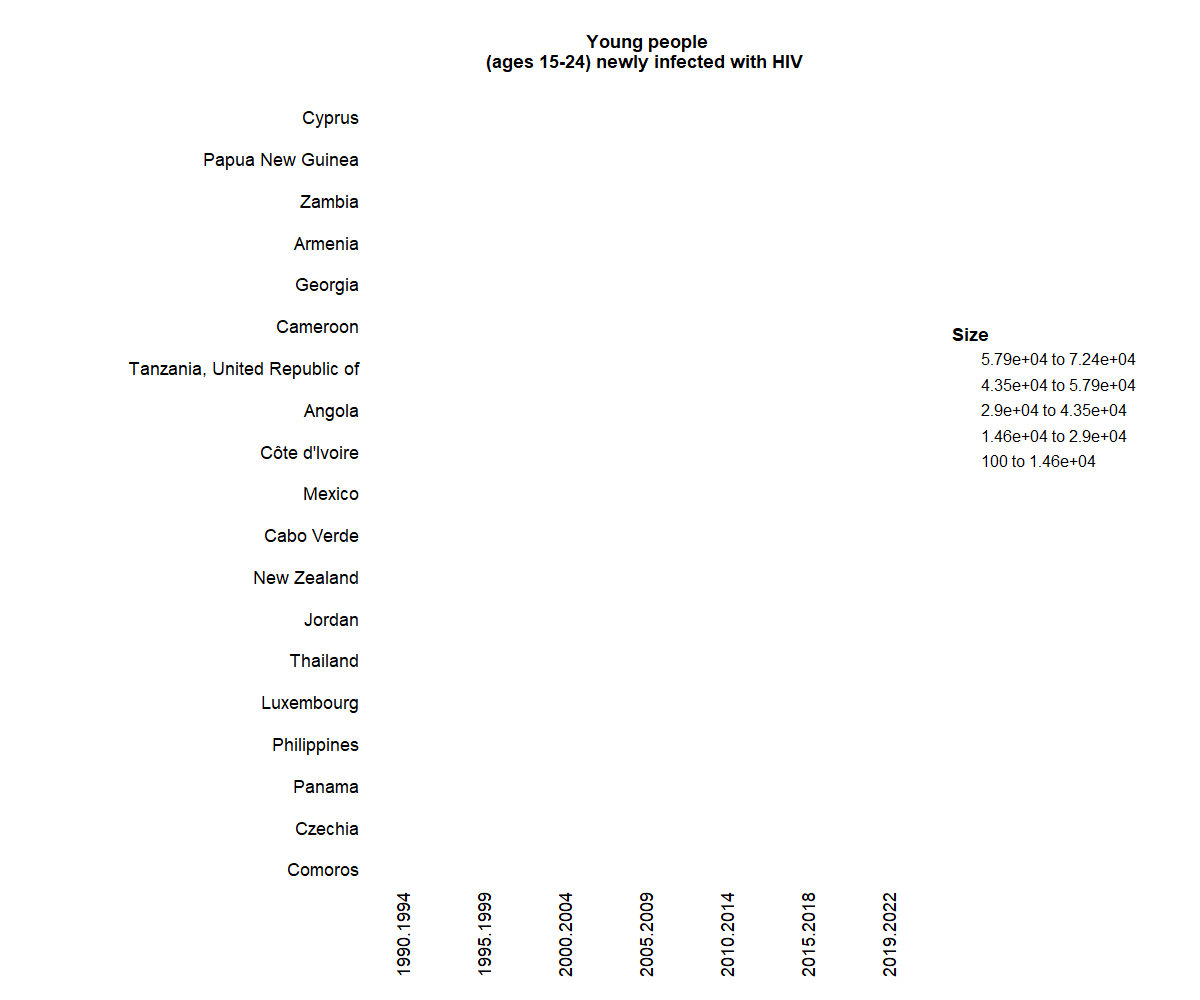 Young people
(ages 15-24) newly infected with HIV
Cyprus
Papua New Guinea
Zambia
Armenia
Georgia
Cameroon
Tanzania, United Republic of
Angola
Côte d'Ivoire
Mexico
Cabo Verde
New Zealand
Jordan
Thailand
Luxembourg
Philippines
Panama
Czechia
Comoros
1990.1994
1995.1999
2000.2004
2005.2009
2010.2014
2015.2018
2019.2022
Size
5.79e+04 to 7.24e+04
4.35e+04 to 5.79e+04
2.9e+04 to 4.35e+04
1.46e+04 to 2.9e+04
100 to 1.46e+04